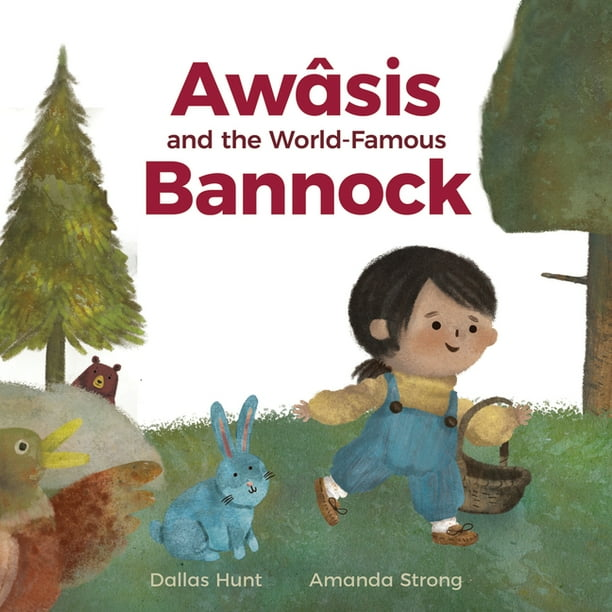 Awâsis
and the World-Famous
Bannock
Dallas Hunt Amanda Strong